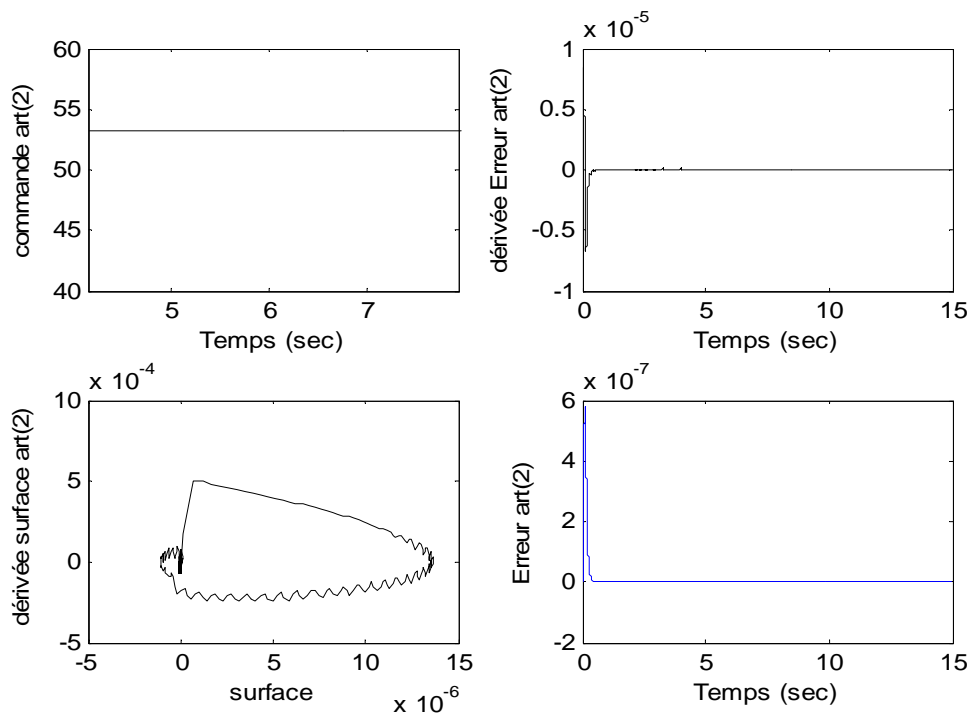 60
55
50
45
40
commande art(2)
5
6
7
Temps (sec)
x 10^-5
1
0.5
0
-0.5
-1
dérivée Erreur art(2)
0
5
10
15
Temps (sec)
x 10^-4
10
5
0
-5
dérivée surface art(2)
-5
0
5
10
15
surface
x 10^-6
x 10^-7
6
4
2
0
-2
Erreur art(2)
0
5
10
15
Temps (sec)